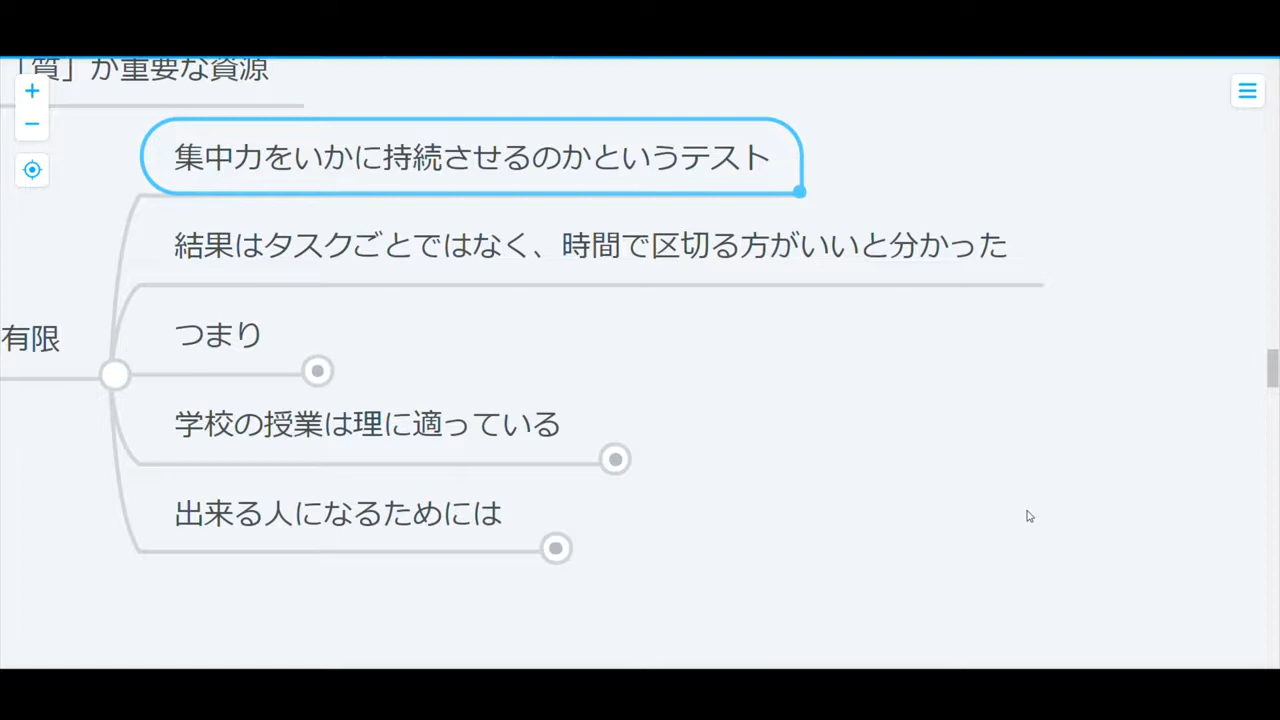 「質」が重要な資源
集中力をいかに持続させるのかというテスト
結果はタスクごとではなく、時間で区切る方がいいと分かった
有限
つまり
学校の授業は理に適っている
出来る人になるためには